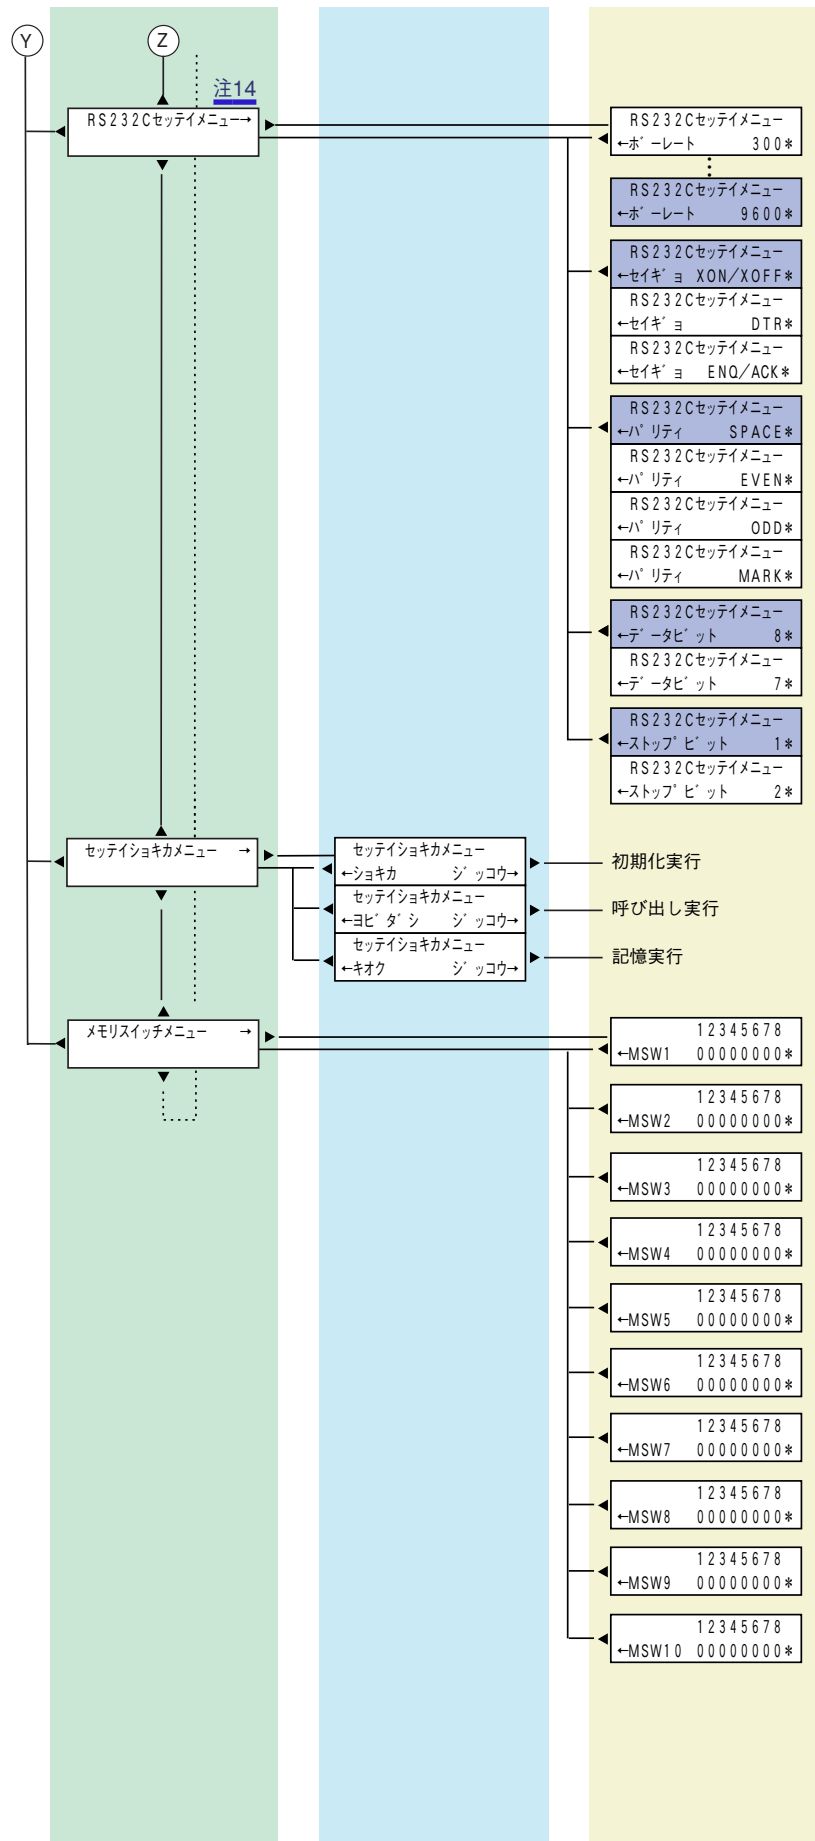 Y
Z
注14
RS232Cセッテイメニュー→
RS232Cセッテイメニュー
←ボーレート 300*
RS232Cセッテイメニュー
←ボーレート 9600*
RS232Cセッテイメニュー
←セイギョ XON/XOFF*
RS232Cセッテイメニュー
←セイギョ DTR*
RS232Cセッテイメニュー
←セイギョ ENQ/ACK*
RS232Cセッテイメニュー
←パリティ SPACE*
RS232Cセッテイメニュー
←パリティ EVEN*
RS232Cセッテイメニュー
←パリティ ODD*
RS232Cセッテイメニュー
←パリティ MARK*
RS232Cセッテイメニュー
←データビット 8*
RS232Cセッテイメニュー
←データビット 7*
RS232Cセッテイメニュー
←ストップビット 1*
RS232Cセッテイメニュー
←ストップビット 2*
セッテイショキカメニュー →
セッテイショキカメニュー
←ショキカ ジッコウ→
初期化実行
セッテイショキカメニュー
←ヨビダシ ジッコウ→
呼び出し実行
セッテイショキカメニュー
←キオク ジッコウ→
記憶実行
メモリスイッチメニュー →
12345678
←MSW1 00000000*
12345678
←MSW2 00000000*
12345678
←MSW3 00000000*
12345678
←MSW4 00000000*
12345678
←MSW5 00000000*
12345678
←MSW6 00000000*
12345678
←MSW7 00000000*
12345678
←MSW8 00000000*
12345678
←MSW9 00000000*
12345678
←MSW10 00000000*